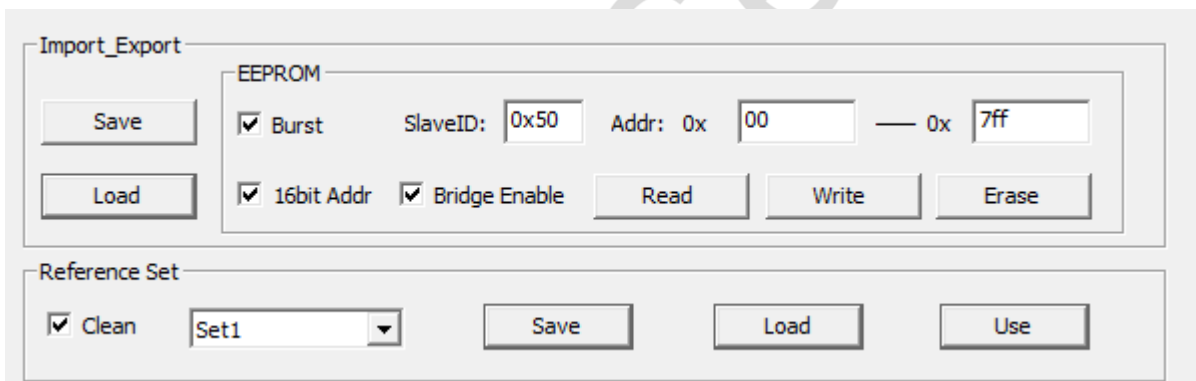 Import_Export
EEPROM
Save
Burst SlaveID: 0x50 Addr: 0x 00 — 0x 7ff
Load
16bit Addr Bridge Enable Read Write Erase
Reference Set
Clean Set1 Save Load Use